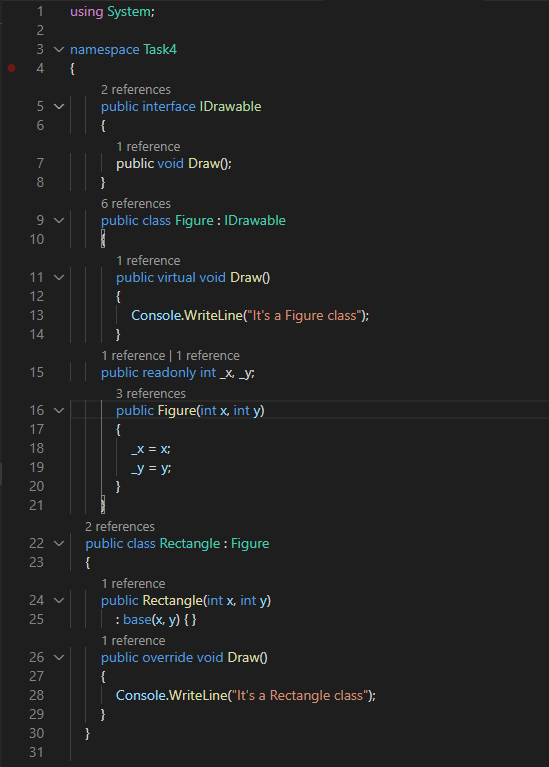 1 using System;
2
3 namespace Task4
4 {
2 references
5 public interface IDrawable
6 {
1 reference
7 public void Draw();
8 }
6 references
9 public class Figure : IDrawable
10 {
1 reference
11 public virtual void Draw()
12 {
13 Console.WriteLine("It's a Figure class");
14 }
1 reference | 1 reference
15 public readonly int _x, _y;
3 references
16 public Figure(int x, int y)
17 {
18 _x = x;
19 _y = y;
20 }
21 }
2 references
22 public class Rectangle : Figure
23 {
1 reference
24 public Rectangle(int x, int y)
25 : base(x, y) { }
1 reference
26 public override void Draw()
27 {
28 Console.WriteLine("It's a Rectangle class");
29 }
30 }
31